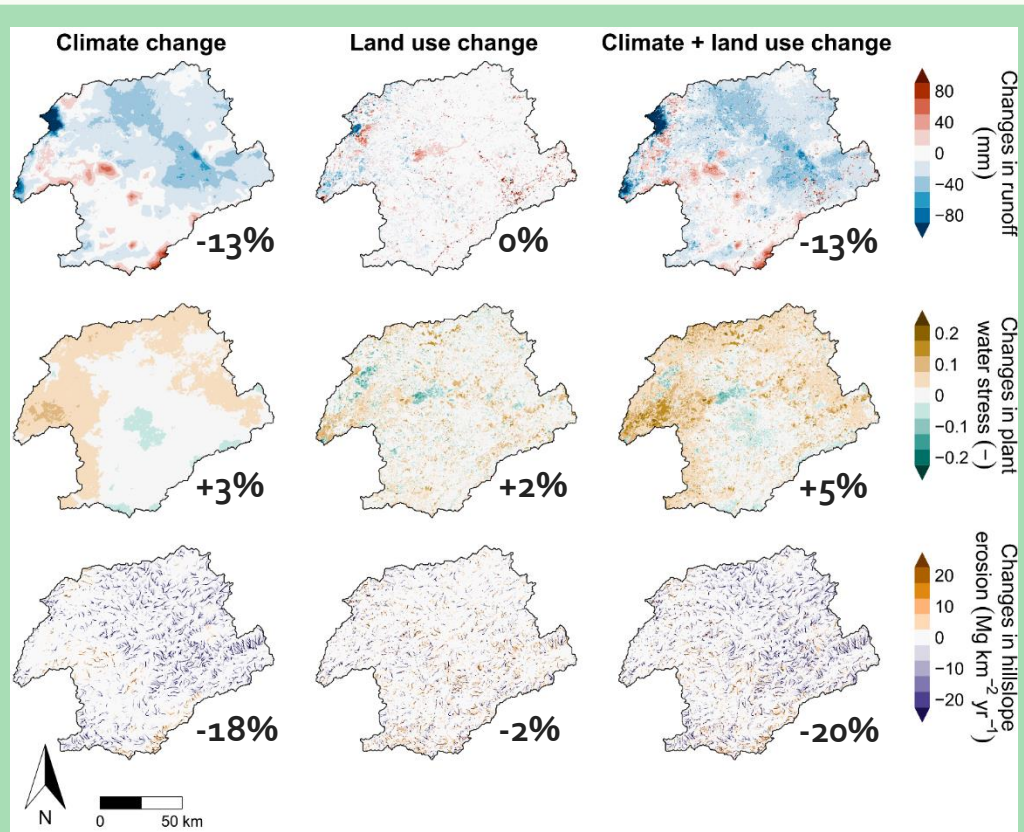 Climate change
Land use change
Climate + land use change
80
40
0
−40
−80
Changes in runoff
(mm)
-13%
0%
-13%
0.2
0.1
0
−0.1
−0.2
Changes in plant
water stress (−)
+3%
+2%
+5%
20
10
0
−10
−20
Changes in hillslope
erosion (Mg km⁻² yr⁻¹)
-18%
-2%
-20%
N
0 50 km